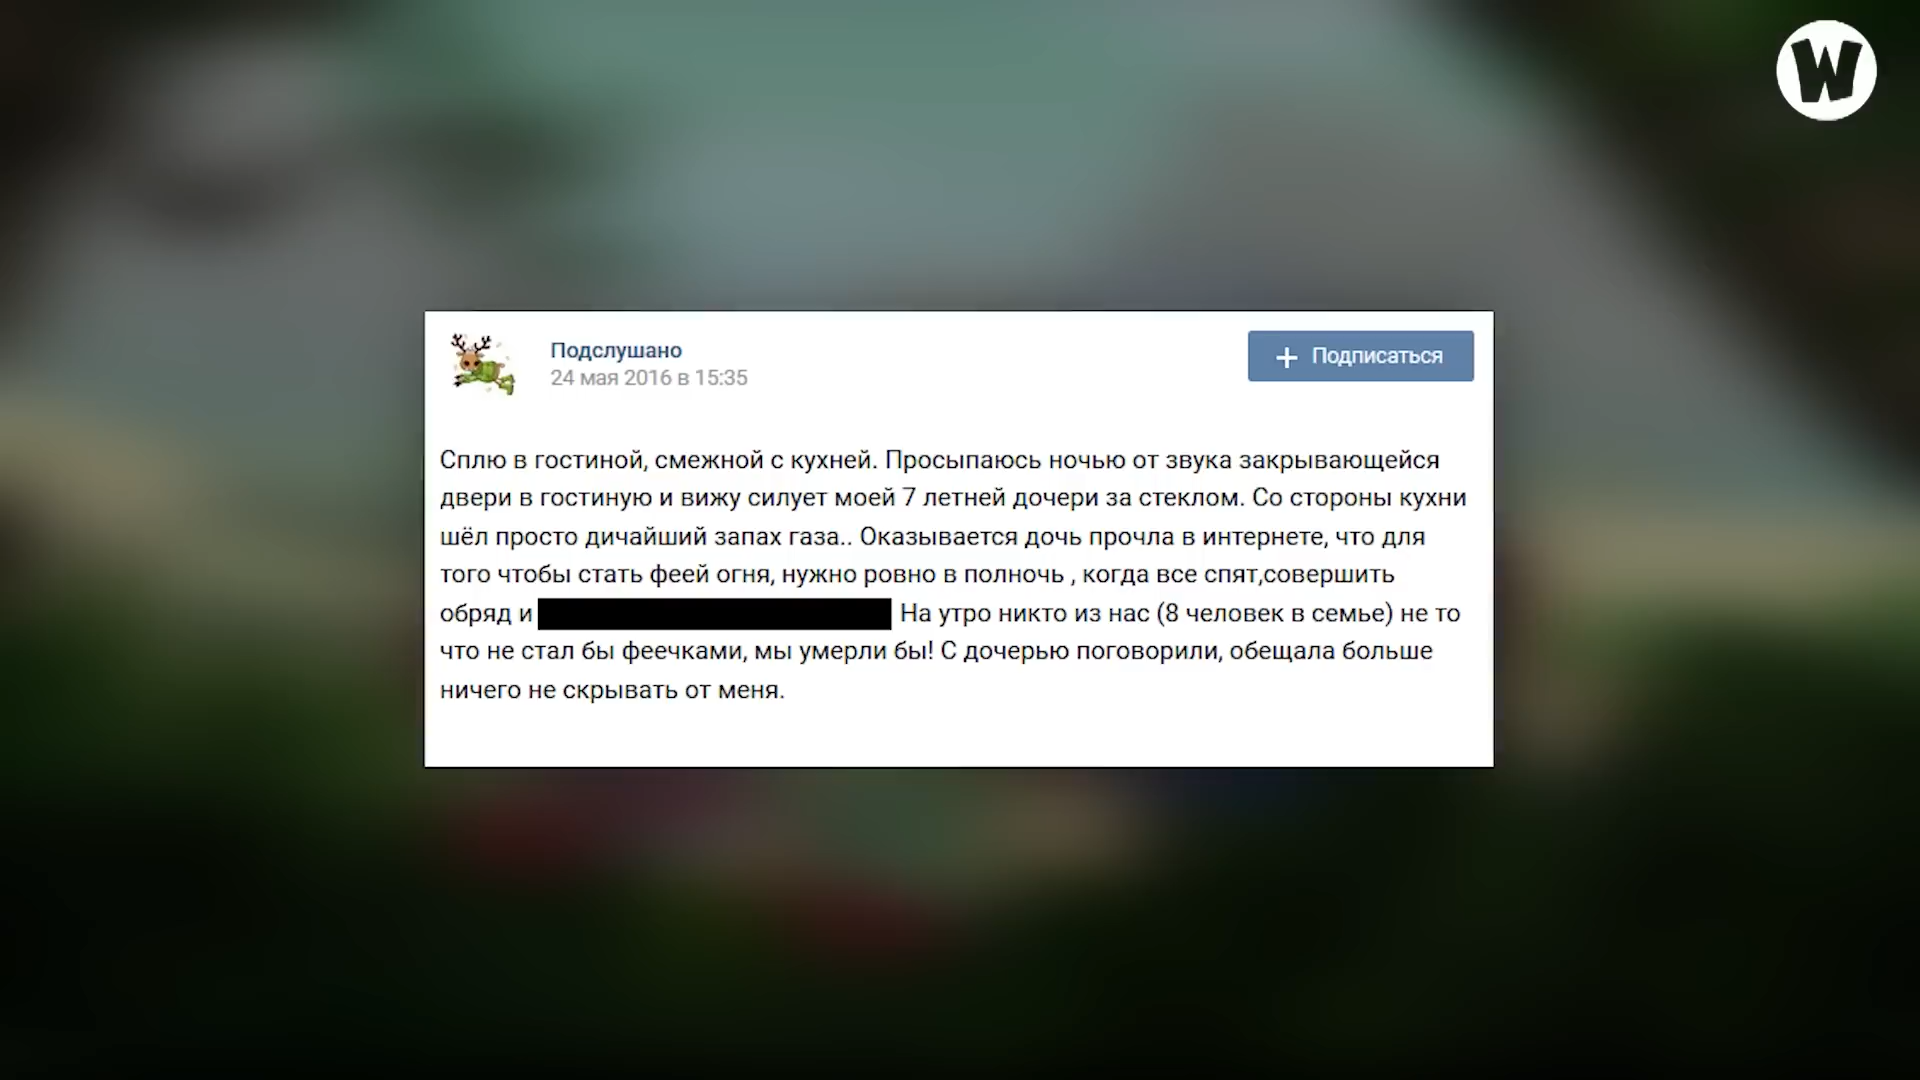 W
Подслушано
24 мая 2016 в 15:35
+ Подписаться
Сплю в гостиной, смежной с кухней. Просыпаюсь ночью от звука закрывающейся
двери в гостиную и вижу силует моей 7 летней дочери за стеклом. Со стороны кухни
шёл просто дичайший запах газа.. Оказывается дочь прочла в интернете, что для
того чтобы стать феей огня, нужно ровно в полночь , когда все спят,совершить
обряд и На утро никто из нас (8 человек в семье) не то
что не стал бы феечками, мы умерли бы! С дочерью поговорили, обещала больше
ничего не скрывать от меня.